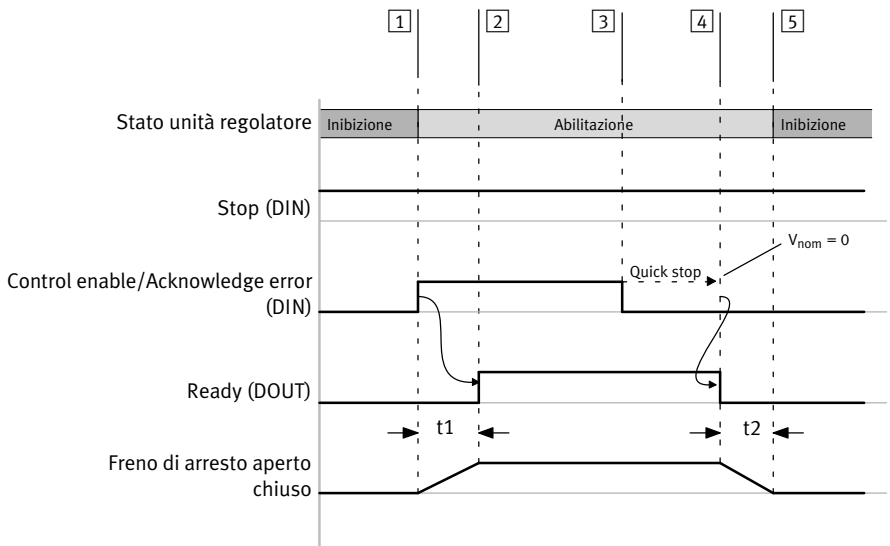 1 2 3 4 5
Stato unità regolatore
Inibizione Abilitazione Inibizione
Stop (DIN)
Vnom = 0
Quick stop
Control enable/Acknowledge error
(DIN)
Ready (DOUT)
t1 t2
Freno di arresto aperto
chiuso